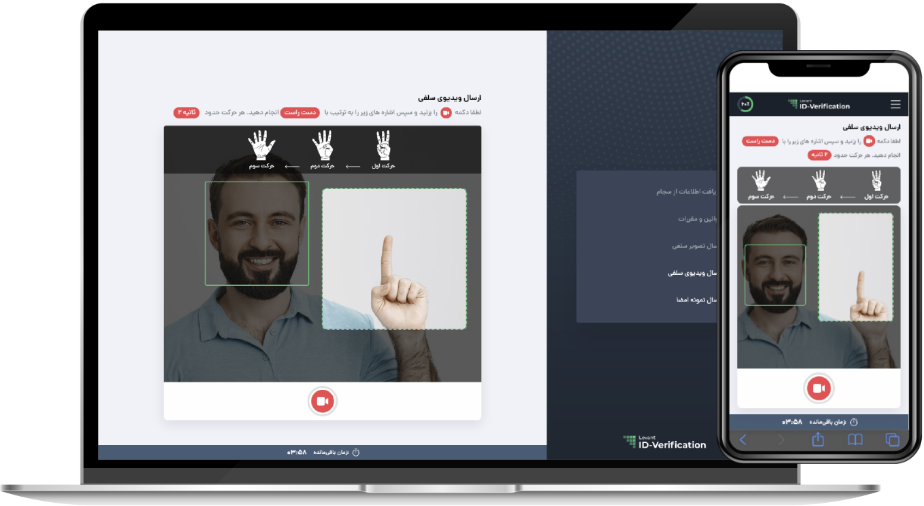 ارسال ویدیوی سلفی
لطفا دکمه را بزنید و سپس اشاره های زیر را به ترتیب با دست راست انجام دهید. هر حرکت حدود ۲ ثانیه
حرکت اول ← حرکت دوم ← حرکت سوم
زمان باقی‌مانده ۰۳:۵۸
یافت اطلاعات از سجام
انین و مقررات
سال تصویر سلفی
سال ویدیوی سلفی
سال نمونه امضا
ID-Verification
ID-Verification
ارسال ویدیوی سلفی
لطفا دکمه را بزنید و سپس اشاره های زیر را با دست راست
انجام دهید. هر حرکت حدود ۲ ثانیه
حرکت اول ← حرکت دوم ← حرکت سوم
زمان باقی‌مانده ۰۳:۵۸